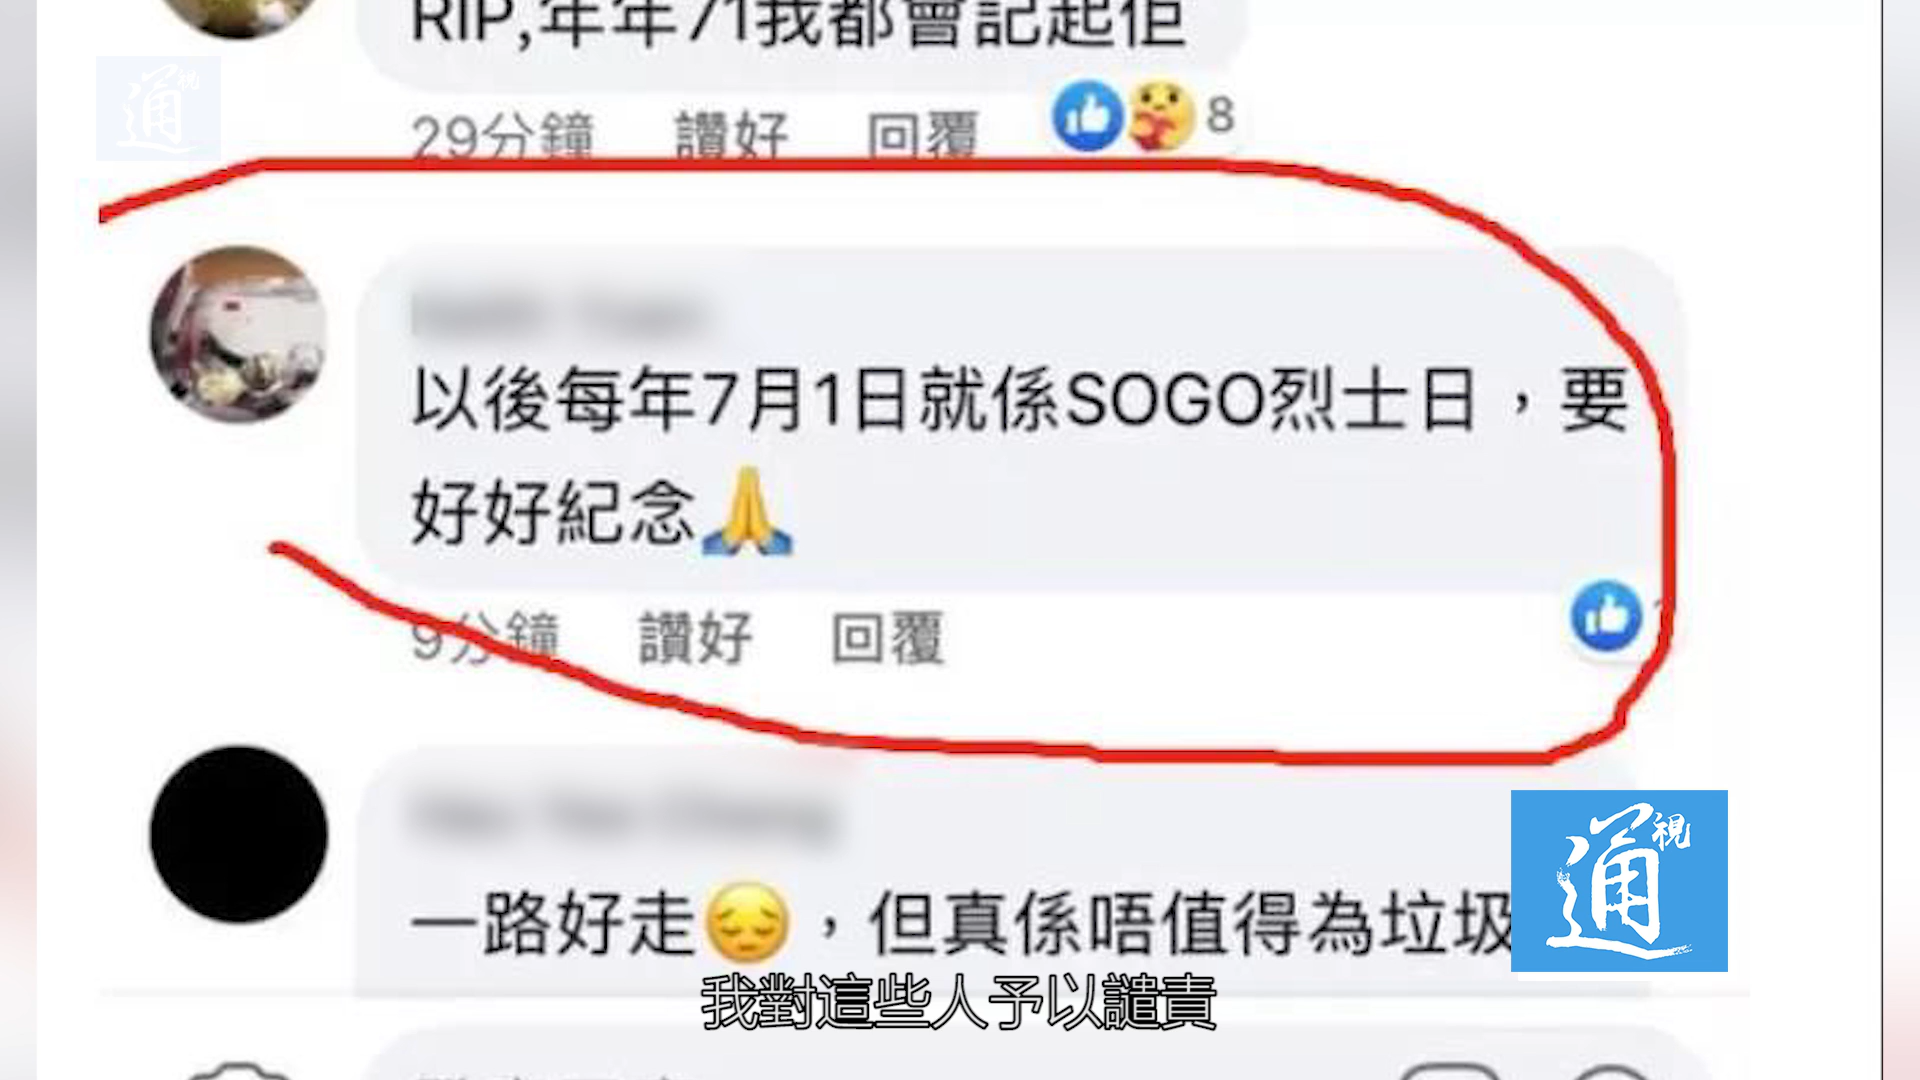 RIP,年年71我都會記起佢
視
通
29分鐘 讚好 回覆 8
以後每年7月1日就係SOGO烈士日，要
好好紀念🙏
9分鐘 讚好 回覆
一路好走😔，但真係唔值得為垃圾
視
通
我對這些人予以譴責